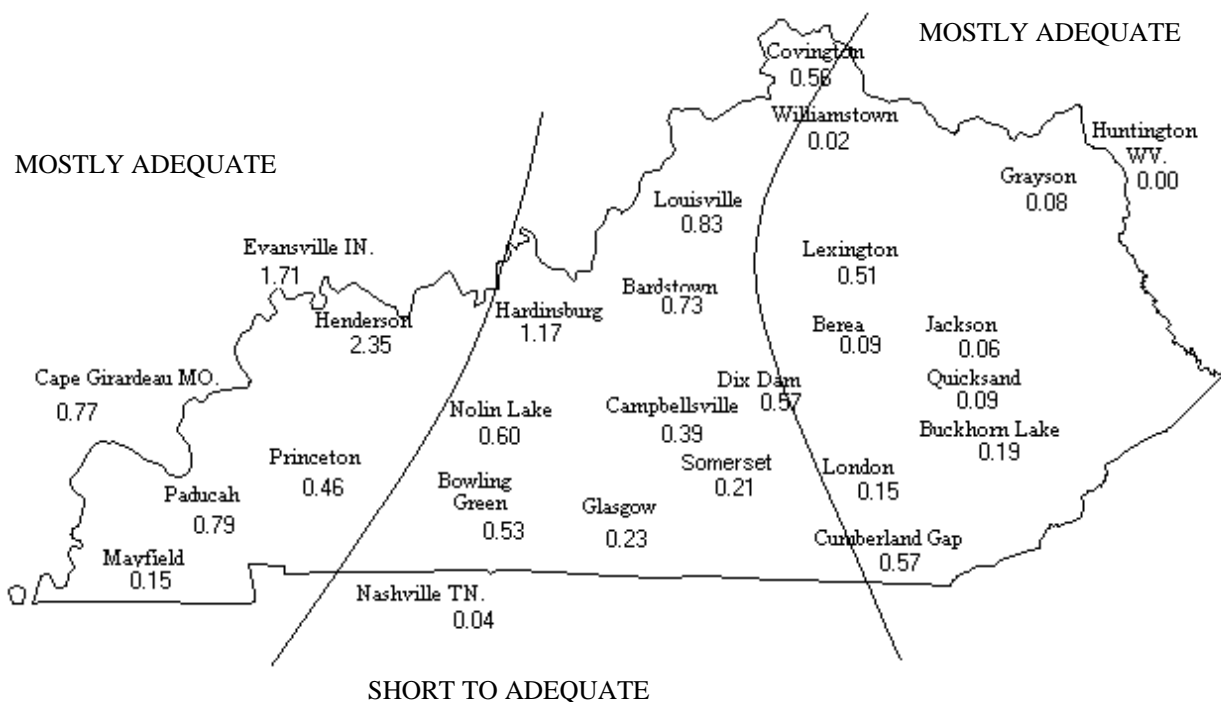 MOSTLY ADEQUATE
Covington
0.56
Williamstown
0.02
Huntington
WV.
0.00
MOSTLY ADEQUATE
Grayson
0.08
Louisville
0.83
Evansville IN.
1.71
Lexington
0.51
Bardstown
0.73
Henderson
2.35
Hardinsburg
1.17
Berea
0.09
Jackson
0.06
Cape Girardeau MO.
0.77
Dix Dam
0.57
Quicksand
0.09
Nolin Lake
0.60
Campbellsville
0.39
Buckhorn Lake
0.19
Princeton
0.46
Somerset
0.21
London
0.15
Paducah
0.79
Bowling
Green
0.53
Glasgow
0.23
Mayfield
0.15
Cumberland Gap
0.57
Nashville TN.
0.04
SHORT TO ADEQUATE